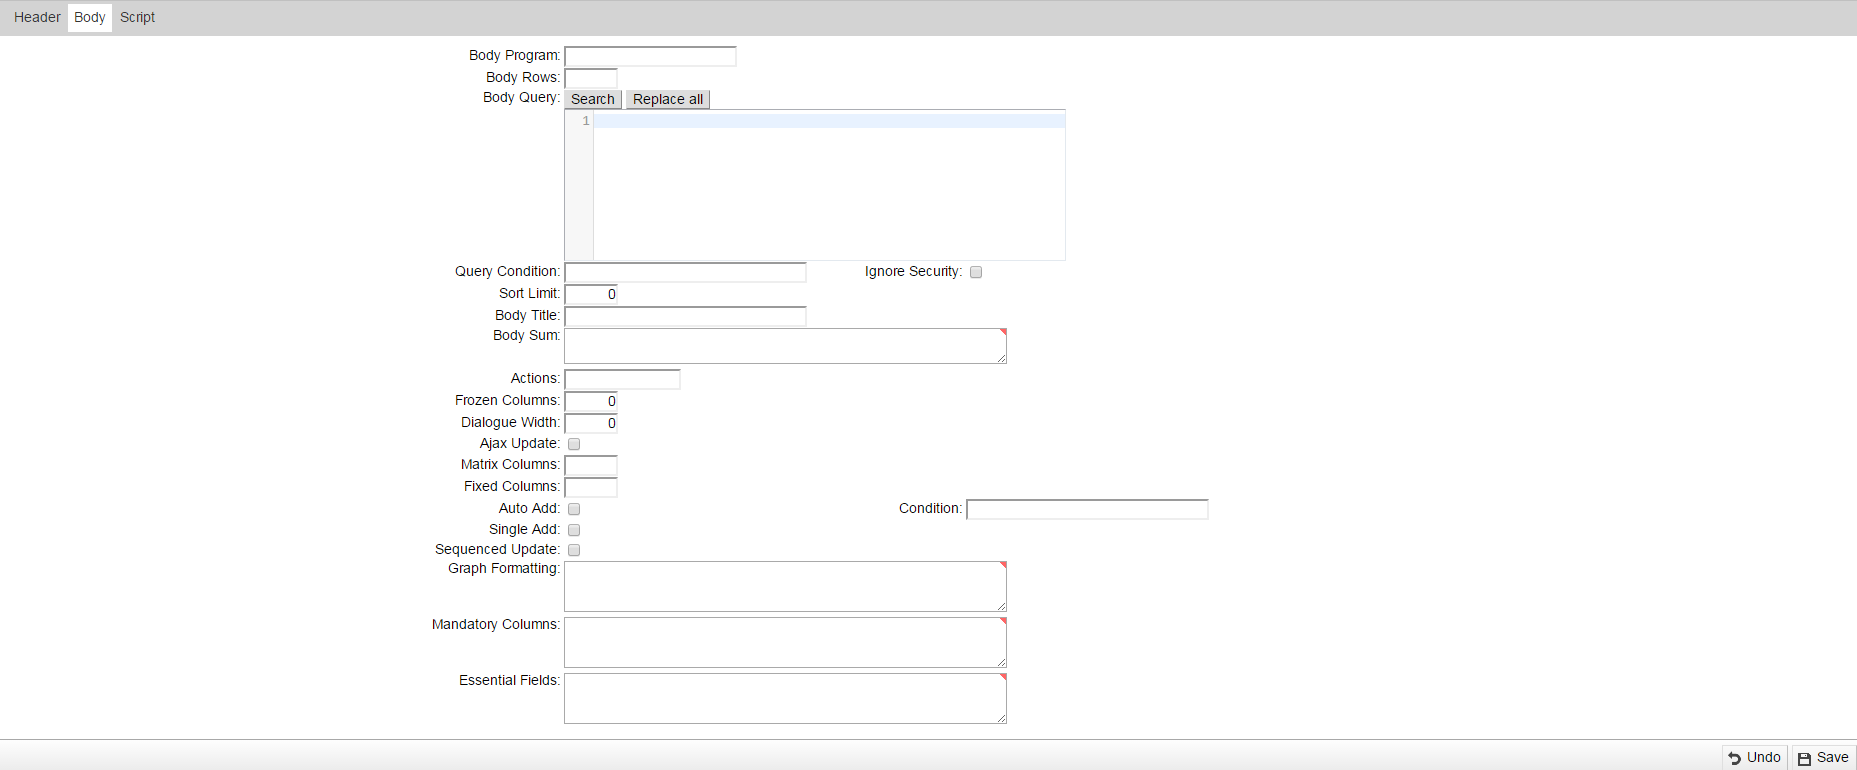 Header Body Script
Body Program:
Body Rows:
Body Query: Search Replace all
1
Query Condition: Ignore Security:
Sort Limit: 0
Body Title:
Body Sum:
Actions:
Frozen Columns: 0
Dialogue Width: 0
Ajax Update:
Matrix Columns:
Fixed Columns:
Auto Add: Condition:
Single Add:
Sequenced Update:
Graph Formatting:
Mandatory Columns:
Essential Fields:
Undo Save